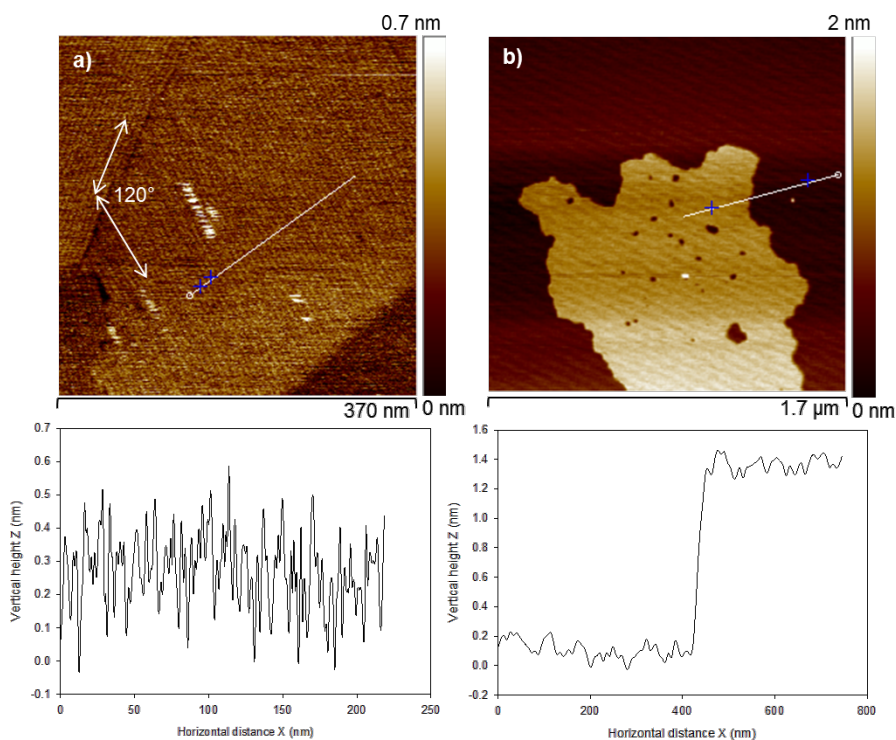 0.7 nm
2 nm
a)
b)
120°
370 nm
0 nm
1.7 µm
0 nm
0.7
0.6
0.5
0.4
0.3
0.2
0.1
0.0
-0.1
Vertical height Z (nm)
0
50
100
150
200
250
Horizontal distance X (nm)
1.6
1.4
1.2
1.0
0.8
0.6
0.4
0.2
0.0
-0.2
Vertical height Z (nm)
0
200
400
600
800
Horizontal distance X (nm)